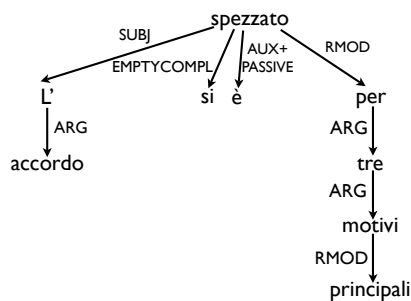 spezzato
SUBJ
EMPTYCOMPL
AUX+
PASSIVE
RMOD
L'
si
è
per
ARG
ARG
accordo
tre
ARG
motivi
RMOD
principali